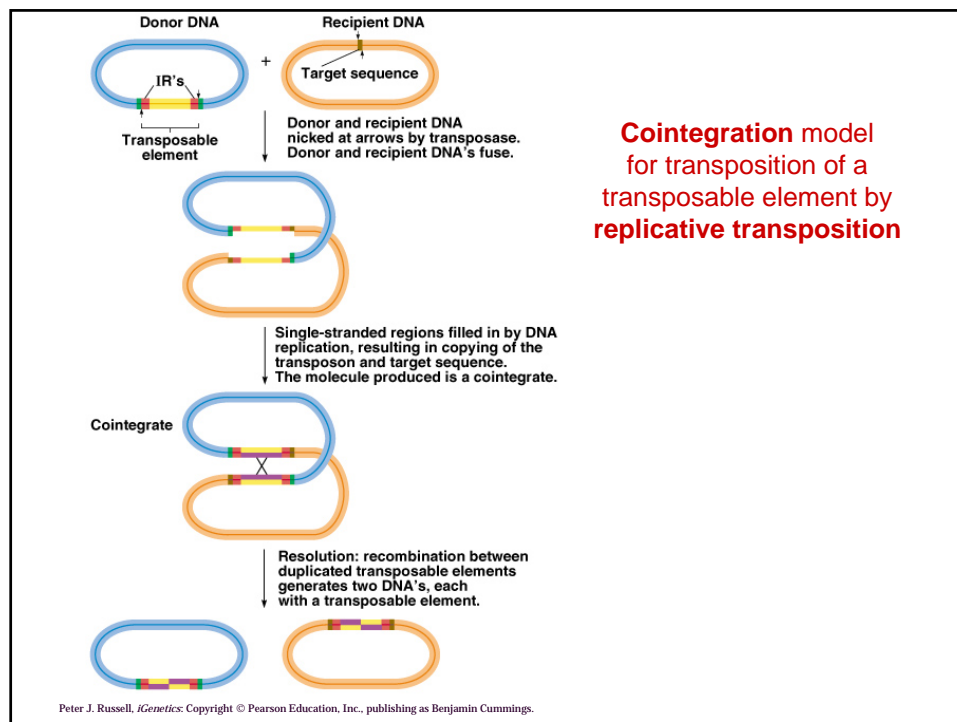 Donor DNA
Recipient DNA
+
IR's
Target sequence
Transposable
element
Donor and recipient DNA
nicked at arrows by transposase.
Donor and recipient DNA's fuse.
Cointegration model
for transposition of a
transposable element by
replicative transposition
Single-stranded regions filled in by DNA
replication, resulting in copying of the
transposon and target sequence.
The molecule produced is a cointegrate.
Cointegrate
Resolution: recombination between
duplicated transposable elements
generates two DNA's, each
with a transposable element.
Peter J. Russell, iGenetics: Copyright © Pearson Education, Inc., publishing as Benjamin Cummings.